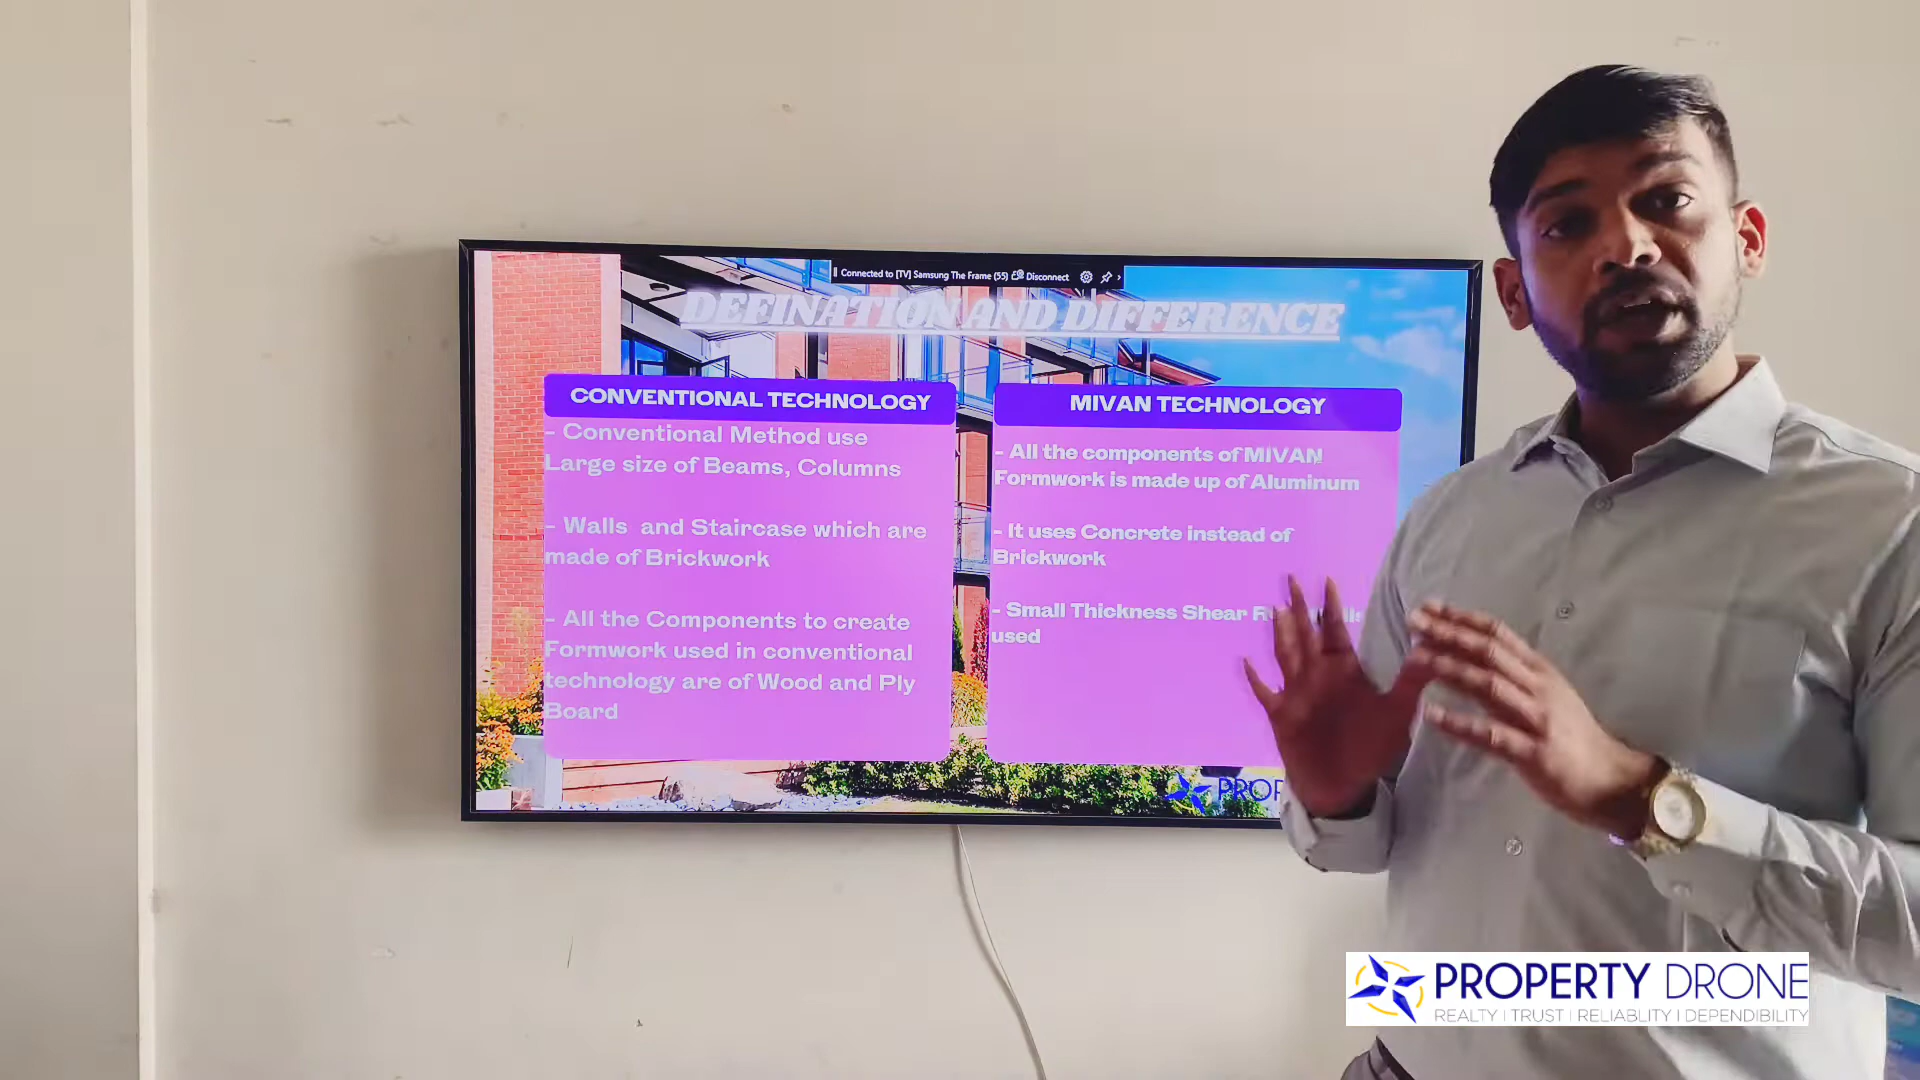 Connected to [TV] Samsung The Frame (55) Disconnect
DEFINATION AND DIFFERENCE
CONVENTIONAL TECHNOLOGY
- Conventional Method use
Large size of Beams, Columns
- Walls and Staircase which are
made of Brickwork
- All the Components to create
Formwork used in conventional
technology are of Wood and Ply
Board
MIVAN TECHNOLOGY
- All the components of MIVAN
Formwork is made up of Aluminum
- It uses Concrete instead of
Brickwork
- Small Thickness Shear
used
PROPERTY DRONE
REALTY | TRUST | RELIABLITY | DEPENDIBILITY